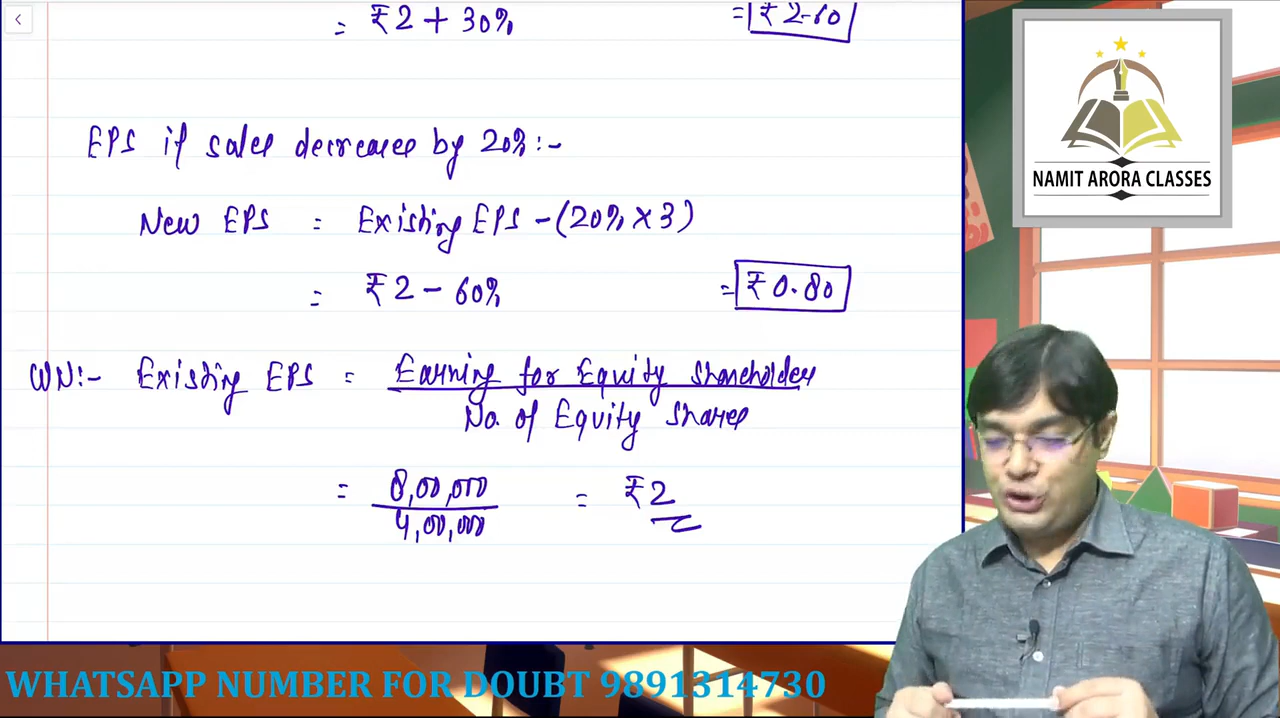 = ₹2 + 30% = ₹2.60
EPS if sales decreases by 20%:-
New EPS = Existing EPS - (20% × 3)
= ₹2 - 60% = ₹0.80
WN:- Existing EPS = Earning for Equity Shareholder
No. of Equity Shares
= 8,00,000 = ₹2
4,00,000
NAMIT ARORA CLASSES
WHATSAPP NUMBER FOR DOUBT 9891314730